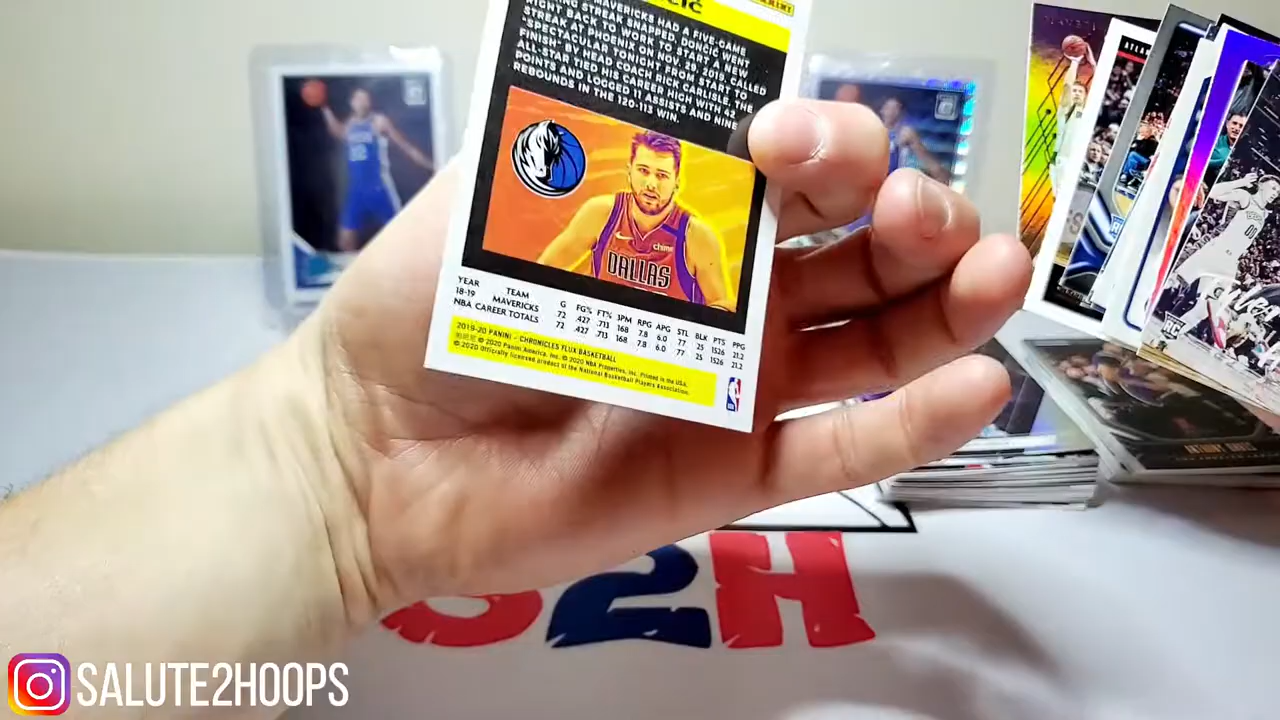 MAVERICKS HAD A FIVE-GAME
STREAK SNAPPED, DONČIĆ WENT
RIGHT BACK TO WORK TO START A NEW
STREAK AT PHOENIX ON NOV. 29, 2019. CALLED
SPECTACULAR TONIGHT FROM START TO
FINISH" BY HEAD COACH RICK CARLISLE, THE
ALL-STAR TIED HIS CAREER HIGH WITH 42
POINTS AND LOGGED 11 ASSISTS AND NINE
REBOUNDS IN THE 120-113 WIN.
chime
DALLAS
YEAR TEAM G FG% FT% 3PM RPG APG STL BLK PTS PPG
18-19 MAVERICKS 72 .427 .713 168 7.8 6.0 77 25 1526 21.2
NBA CAREER TOTALS 72 .427 .713 168 7.8 6.0 77 25 1526 21.2
2019-20 PANINI - CHRONICLES FLUX BASKETBALL
© 2020 Panini America, Inc. © 2020 NBA Properties, Inc. Printed in the USA.
© 2020 Officially licensed product of the National Basketball Players Association.
ATLAN
RC
S2H
SALUTE2HOOPS